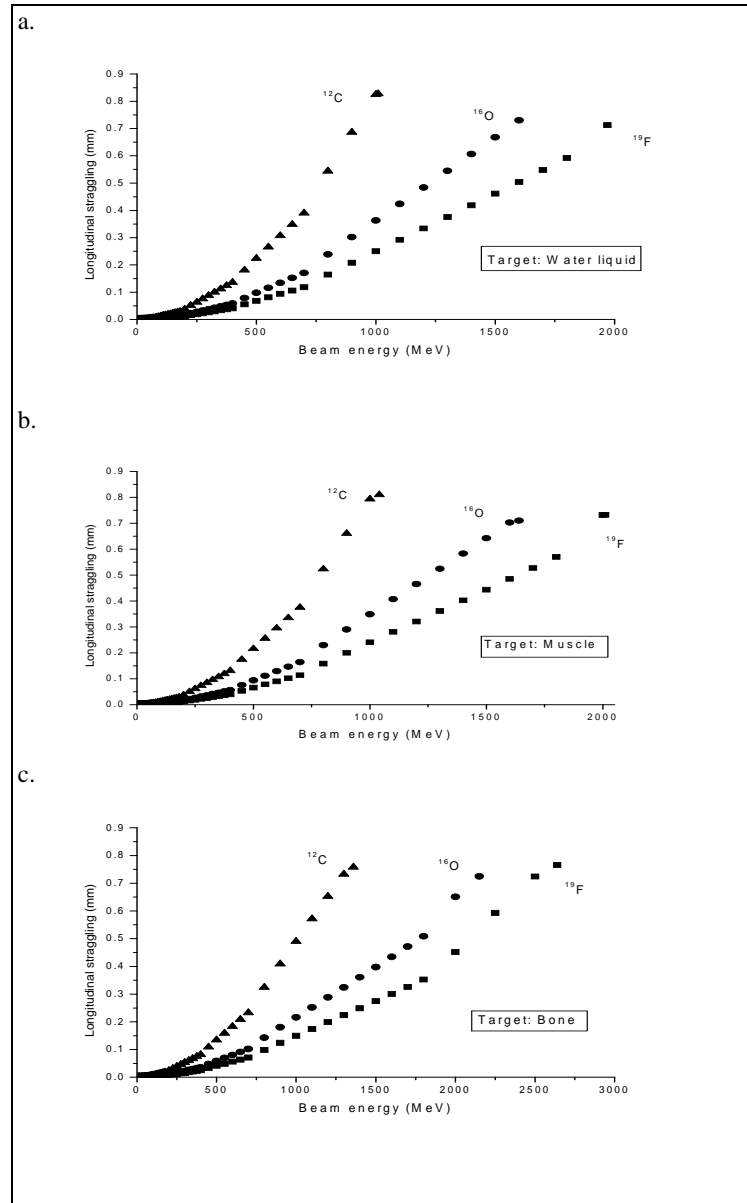 a.
0.9
0.8
0.7
0.6
0.5
0.4
0.3
0.2
0.1
0.0
Longitudinal straggling (mm)
¹²C
¹⁶O
¹⁹F
Target: Water liquid
0 500 1000 1500 2000
Beam energy (MeV)
b.
0.9
0.8
0.7
0.6
0.5
0.4
0.3
0.2
0.1
0.0
Longitudinal straggling (mm)
¹²C
¹⁶O
¹⁹F
Target: Muscle
0 500 1000 1500 2000
Beam energy (MeV)
c.
0.9
0.8
0.7
0.6
0.5
0.4
0.3
0.2
0.1
0.0
Longitudinal straggling (mm)
¹²C
¹⁶O
¹⁹F
Target: Bone
0 500 1000 1500 2000 2500 3000
Beam energy (MeV)